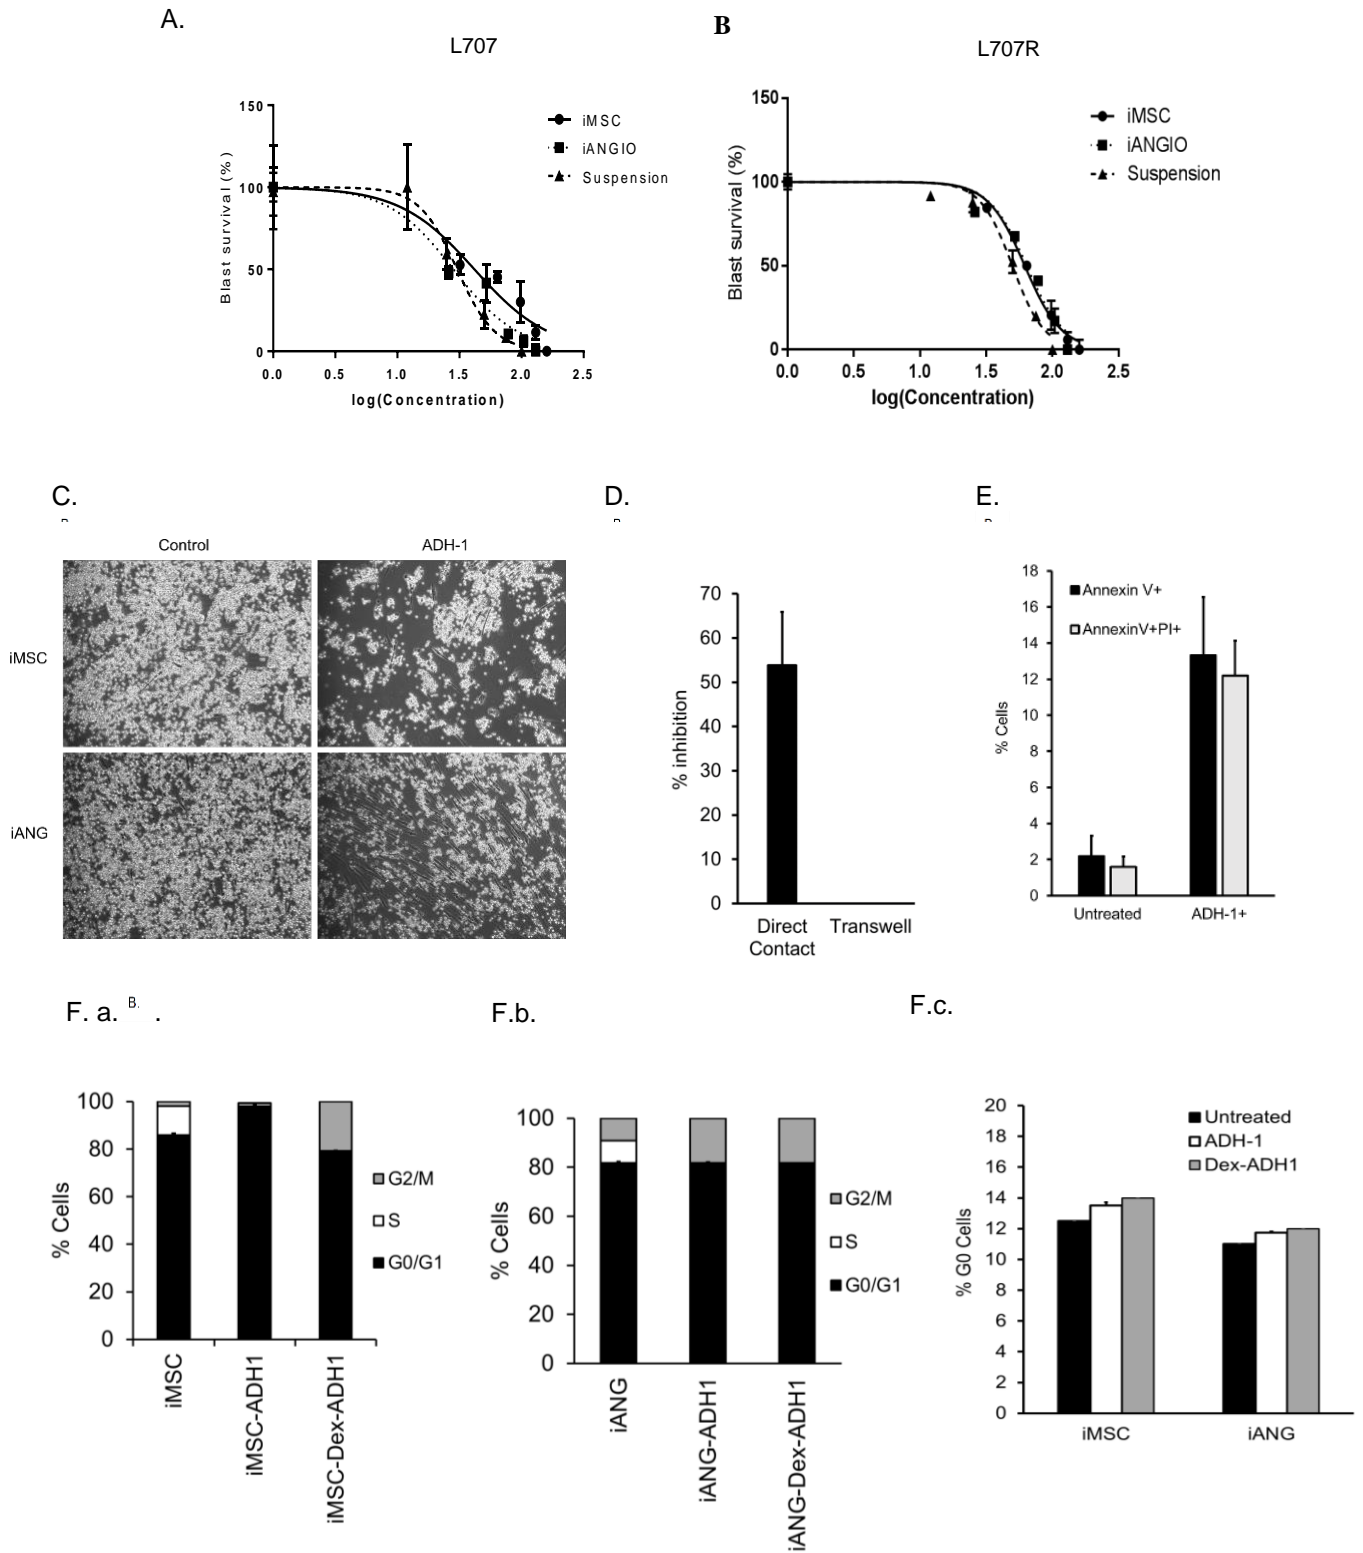 A.
B
L707
L707R
150
100
50
0
Blast survival (%)
0.0 0.5 1.0 1.5 2.0 2.5
log(Concentration)
iMSC
iANGIO
Suspension
150
100
50
0
Blast survival (%)
0.0 0.5 1.0 1.5 2.0 2.5
log(Concentration)
iMSC
iANGIO
Suspension
C.
D.
E.
Control
ADH-1
iMSC
iANG
70
60
50
40
30
20
10
0
% inhibition
Direct Transwell
Contact
18
16
14
12
10
8
6
4
2
0
% Cells
Annexin V+
AnnexinV+PI+
Untreated
ADH-1+
F. a. B. .
F.b.
F.c.
100
80
60
40
20
0
% Cells
G2/M
S
G0/G1
iMSC
iMSC-ADH1
iMSC-Dex-ADH1
100
80
60
40
20
0
% Cells
G2/M
S
G0/G1
iANG
iANG-ADH1
iANG-Dex-ADH1
20
18
16
14
12
10
8
6
4
2
0
% G0 Cells
Untreated
ADH-1
Dex-ADH1
iMSC
iANG